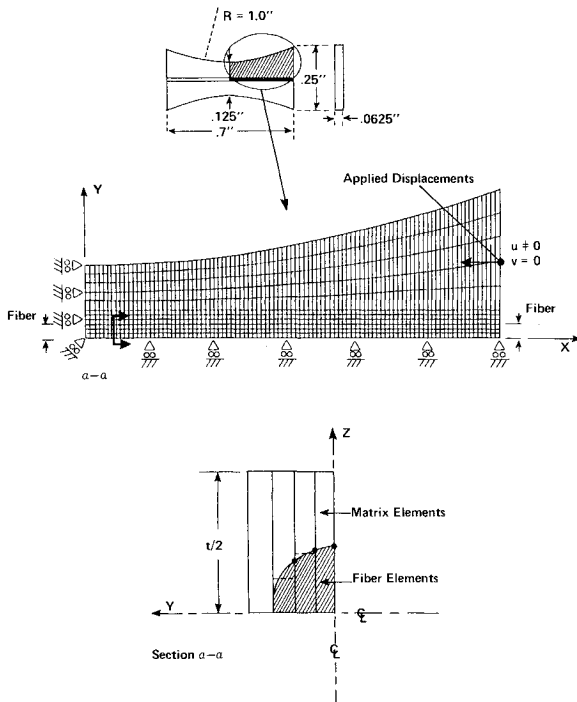 R = 1.0"
.25"
.125"
.7"
.0625"
Applied Displacements
Y
u ≠ 0
v = 0
Fiber
Fiber
X
a–a
Z
Matrix Elements
t/2
Fiber Elements
Y
℄
℄
Section a–a